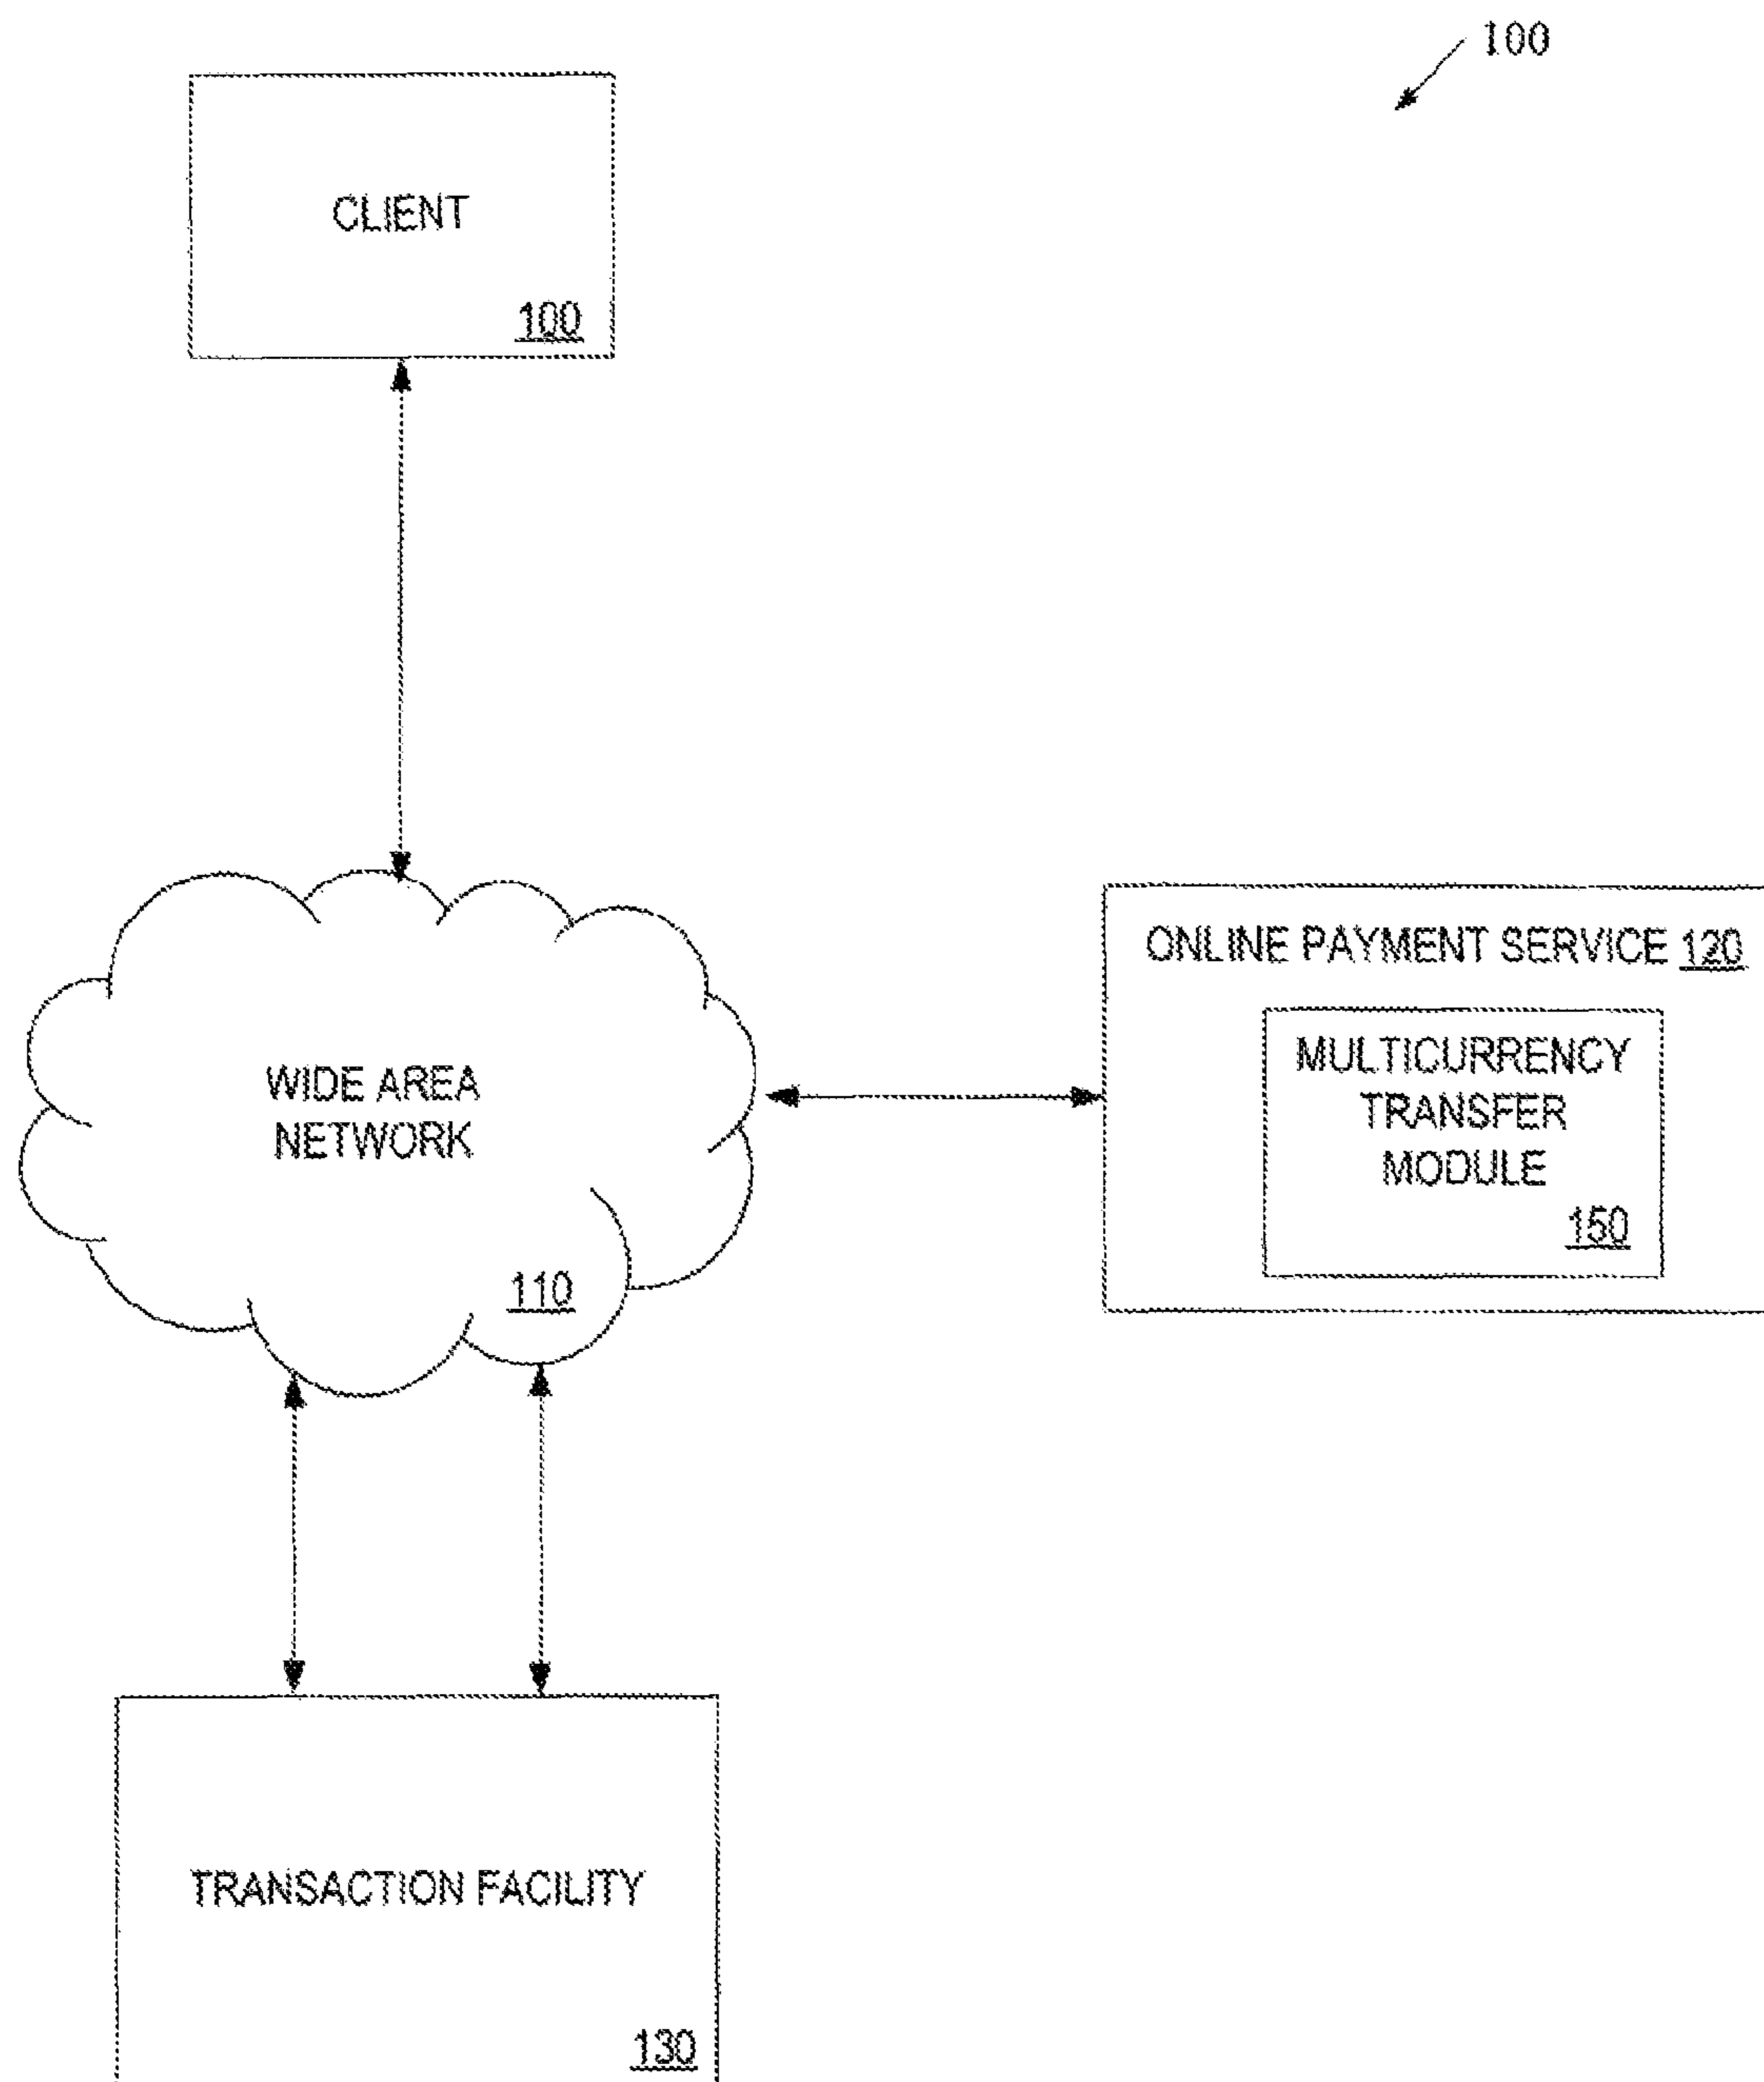 100
CLIENT
100
ONLINE PAYMENT SERVICE 120
MULTICURRENCY
TRANSFER
MODULE
150
WIDE AREA
NETWORK
110
TRANSACTION FACILITY
130